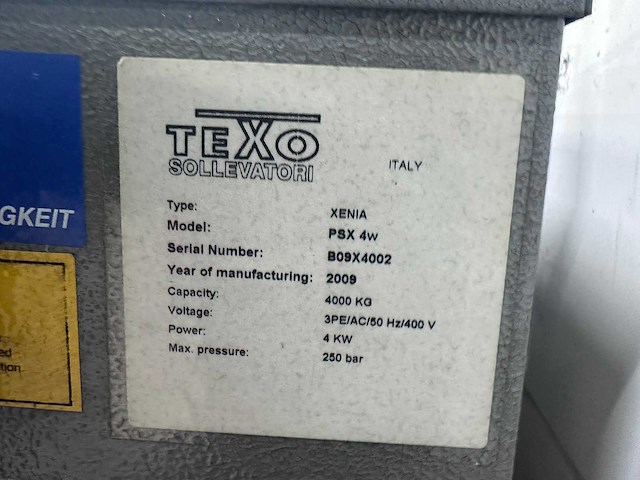 TEXO
SOLLEVATORI
ITALY
Type: XENIA
Model: PSX 4w
Serial Number: B09X4002
Year of manufacturing: 2009
Capacity: 4000 KG
Voltage: 3PE/AC/50 Hz/400 V
Power: 4 KW
Max. pressure: 250 bar
GKEIT
ed
tion